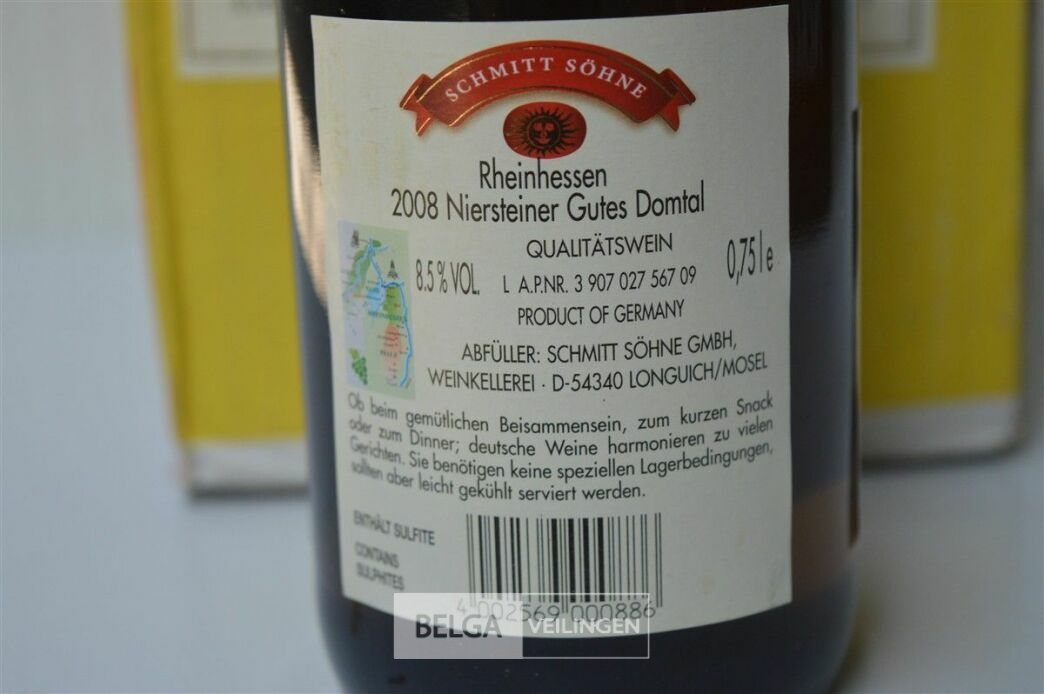 SCHMITT SÖHNE
Rheinhessen
2008 Niersteiner Gutes Domtal
QUALITÄTSWEIN
8.5 % VOL.
L A.P.NR. 3 907 027 567 09
0,75 l e
PRODUCT OF GERMANY
ABFÜLLER: SCHMITT SÖHNE GMBH,
WEINKELLEREI · D-54340 LONGUICH/MOSEL
Ob beim gemütlichen Beisammensein, zum kurzen Snack
oder zum Dinner; deutsche Weine harmonieren zu vielen
Gerichten. Sie benötigen keine speziellen Lagerbedingungen,
sollten aber leicht gekühlt serviert werden.
ENTHÄLT SULFITE
CONTAINS
SULPHITES
4 002569 000886
BELGA VEILINGEN